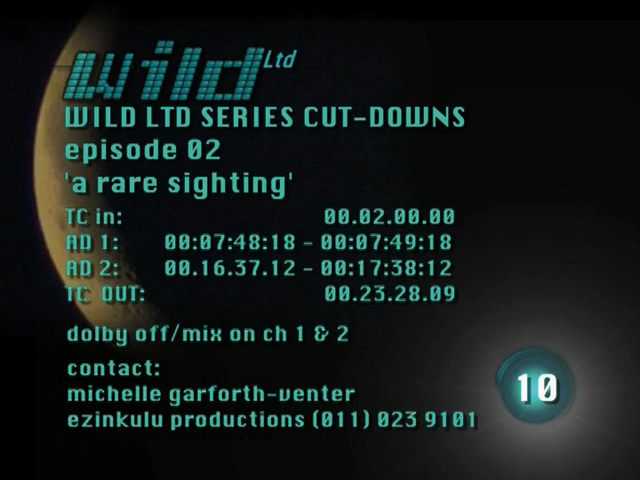 wild Ltd
WILD LTD SERIES CUT-DOWNS
episode 02
'a rare sighting'
TC in: 00.02.00.00
AD 1: 00:07:48:18 - 00:07:49:18
AD 2: 00.16.37.12 - 00:17:38:12
TC OUT: 00.23.28.09
dolby off/mix on ch 1 & 2
contact:
michelle garforth-venter
ezinkulu productions (011) 023 9101
10